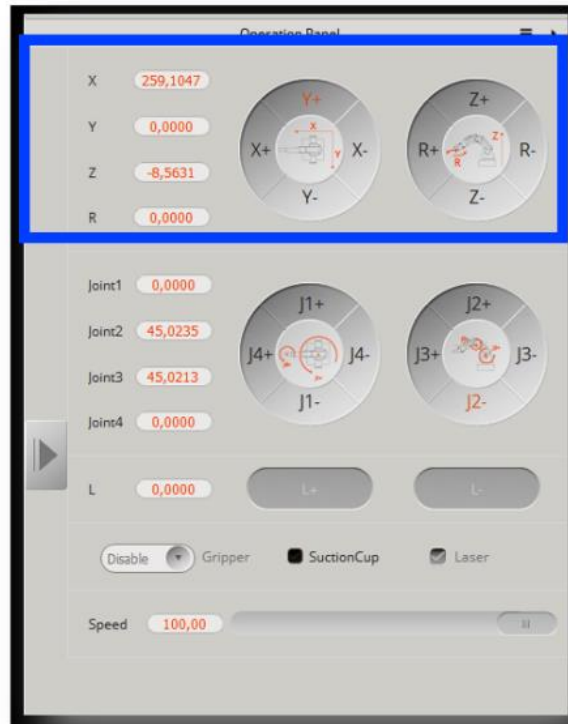 Operation Panel
X 259,1047
Y 0,0000
Z -8,5631
R 0,0000
Y+
X+ X-
Y-
X
Y
Z+
R+ R-
Z-
Z
R
Joint1 0,0000
Joint2 45,0235
Joint3 45,0213
Joint4 0,0000
J1+
J4+ J4-
J1-
J2+
J3+ J3-
J2-
L 0,0000 L+ L-
Disable Gripper SuctionCup Laser
Speed 100,00